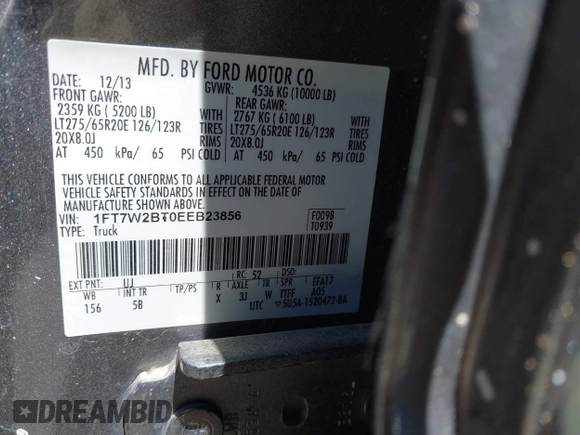 MFD. BY FORD MOTOR CO.
DATE: 12/13 GVWR: 4536 KG (10000 LB)
FRONT GAWR: REAR GAWR:
2359 KG ( 5200 LB) 2767 KG ( 6100 LB)
LT275/65R20E 126/123R TIRES LT275/65R20E 126/123R TIRES
20X8.0J RIMS 20X8.0J RIMS
AT 450 kPa/ 65 PSI COLD AT 450 kPa/ 65 PSI COLD
THIS VEHICLE CONFORMS TO ALL APPLICABLE FEDERAL MOTOR
VEHICLE SAFETY STANDARDS IN EFFECT ON THE DATE OF
MANUFACTURE SHOWN ABOVE.
VIN: 1FT7W2BT0EEB23856 F0098
TYPE: Truck T0939
EXT PNT: UJ RC: 52 DSO:
WB INT TR TP/PS R AXLE TR SPR EFA17
156 5B X 3J W TTFF A05
UTC 5U5A-1520472-BA
DREAMBID